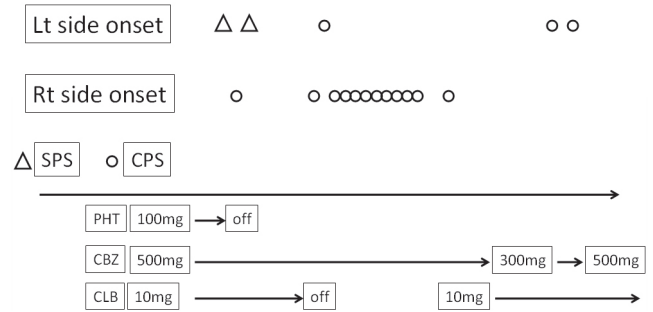 Lt side onset
Rt side onset
SPS CPS
PHT 100mg off
CBZ 500mg 300mg 500mg
CLB 10mg off 10mg